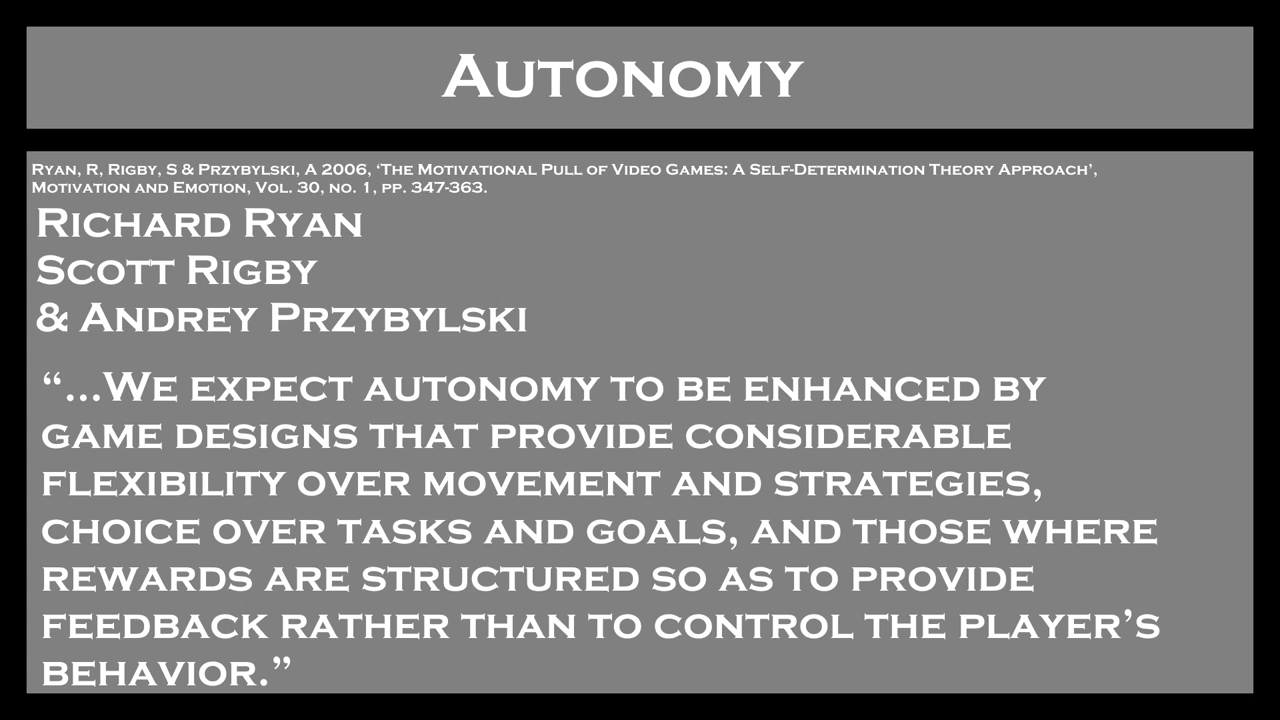 Autonomy
Ryan, R, Rigby, S & Przybylski, A 2006, ‘The Motivational Pull of Video Games: A Self-Determination Theory Approach’,
Motivation and Emotion, Vol. 30, no. 1, pp. 347-363.
Richard Ryan
Scott Rigby
& Andrey Przybylski
“...We expect autonomy to be enhanced by
game designs that provide considerable
flexibility over movement and strategies,
choice over tasks and goals, and those where
rewards are structured so as to provide
feedback rather than to control the player’s
behavior.”